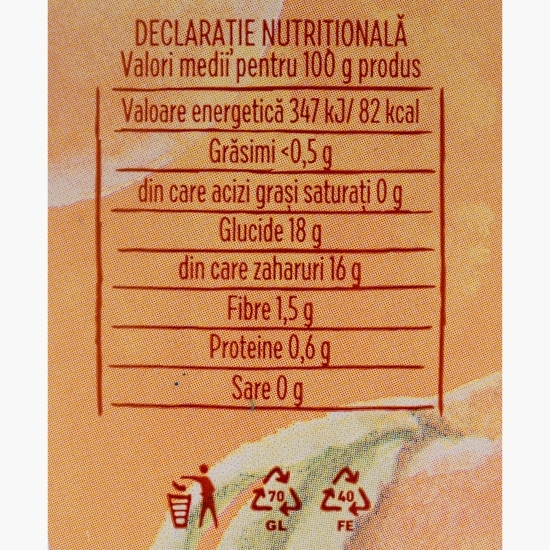 DECLARAȚIE NUTRIȚIONALĂ
Valori medii pentru 100 g produs
Valoare energetică 347 kJ/ 82 kcal
Grăsimi <0,5 g
din care acizi grași saturați 0 g
Glucide 18 g
din care zaharuri 16 g
Fibre 1,5 g
Proteine 0,6 g
Sare 0 g
70 40
GL FE